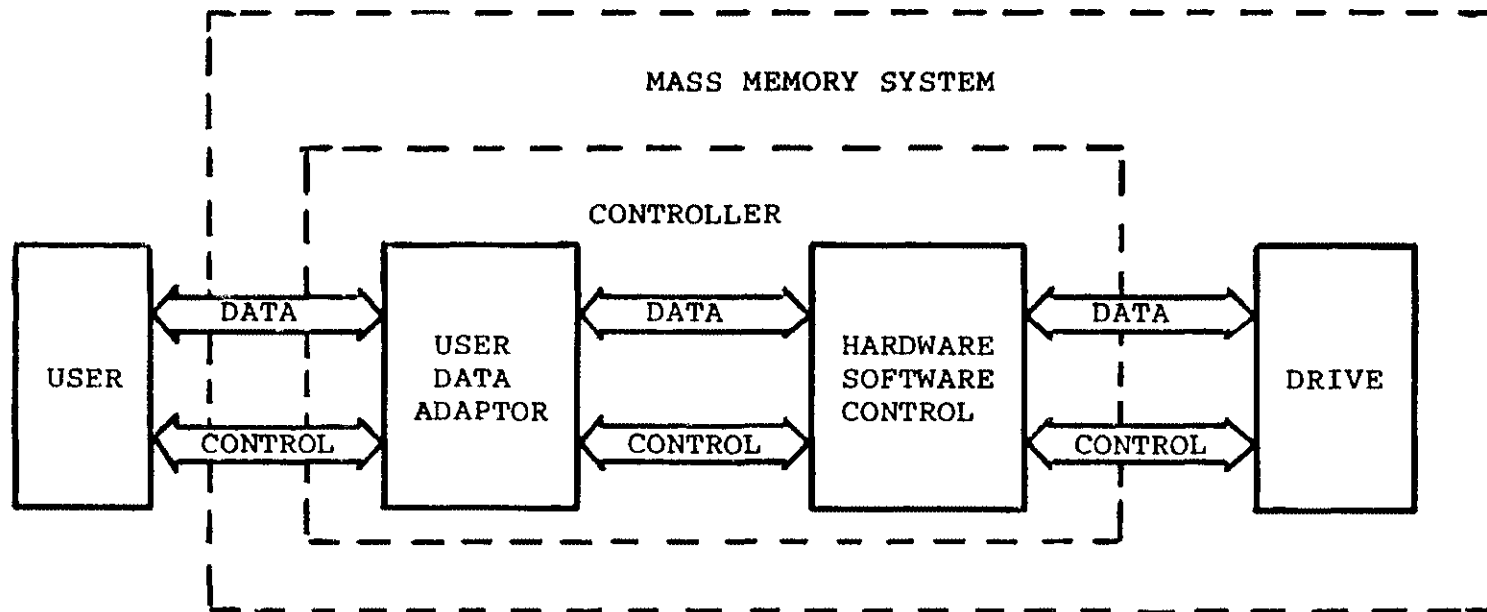 MASS MEMORY SYSTEM
CONTROLLER
USER
DATA
CONTROL
USER
DATA
ADAPTOR
DATA
CONTROL
HARDWARE
SOFTWARE
CONTROL
DATA
CONTROL
DRIVE